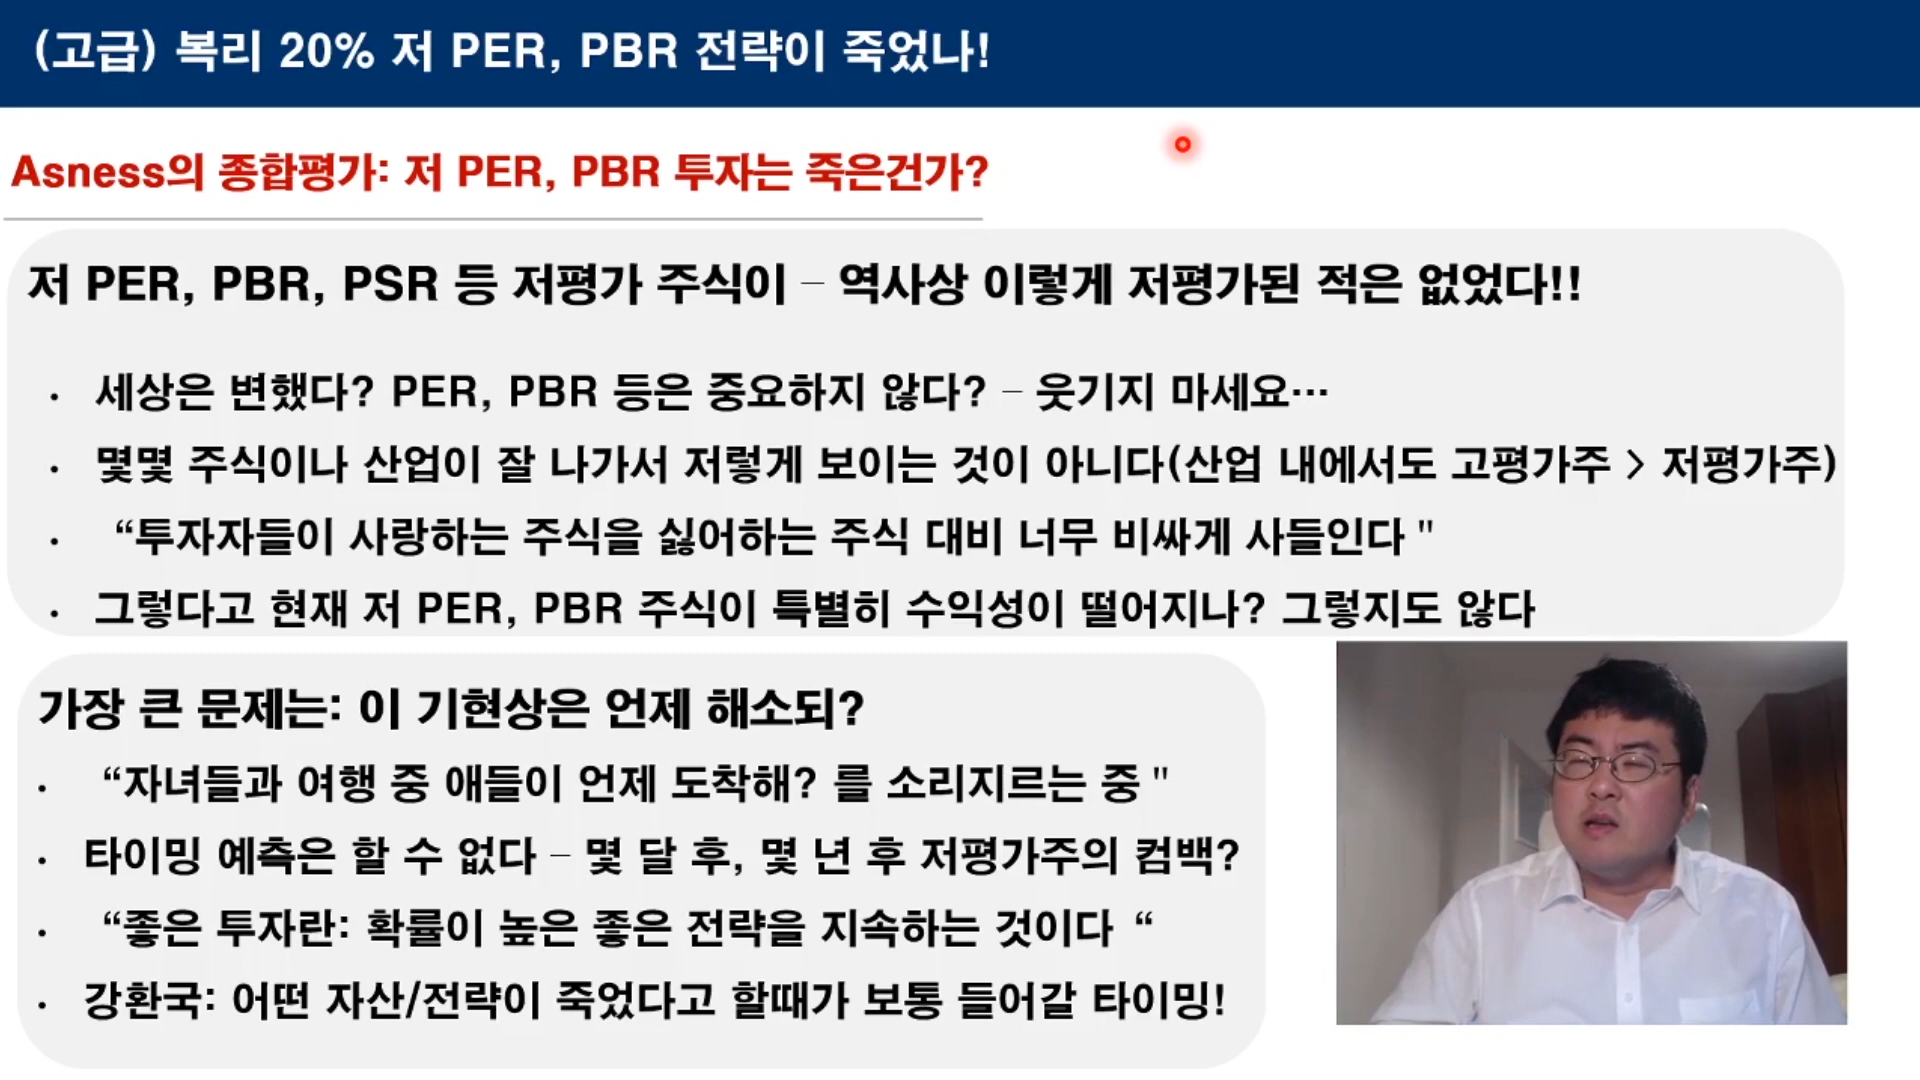 (고급) 복리 20% 저 PER, PBR 전략이 죽었나!
Asness의 종합평가: 저 PER, PBR 투자는 죽은건가?
저 PER, PBR, PSR 등 저평가 주식이 – 역사상 이렇게 저평가된 적은 없었다!!
· 세상은 변했다? PER, PBR 등은 중요하지 않다? – 웃기지 마세요…
· 몇몇 주식이나 산업이 잘 나가서 저렇게 보이는 것이 아니다(산업 내에서도 고평가주 > 저평가주)
· “투자자들이 사랑하는 주식을 싫어하는 주식 대비 너무 비싸게 사들인다 "
· 그렇다고 현재 저 PER, PBR 주식이 특별히 수익성이 떨어지나? 그렇지도 않다
가장 큰 문제는: 이 기현상은 언제 해소되?
· “자녀들과 여행 중 애들이 언제 도착해? 를 소리지르는 중 "
· 타이밍 예측은 할 수 없다 – 몇 달 후, 몇 년 후 저평가주의 컴백?
· “좋은 투자란: 확률이 높은 좋은 전략을 지속하는 것이다 “
· 강환국: 어떤 자산/전략이 죽었다고 할때가 보통 들어갈 타이밍!